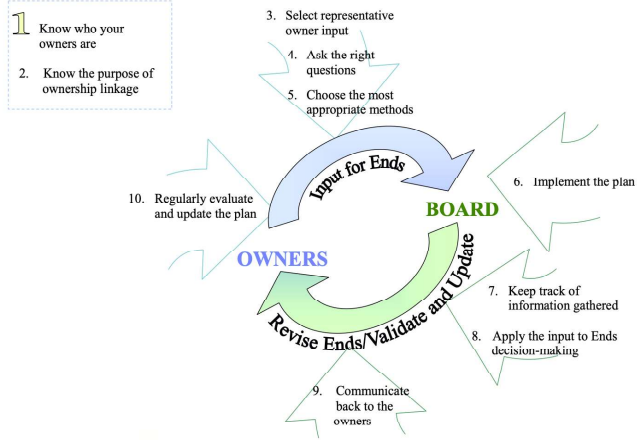 1 Know who your
owners are
2. Know the purpose of
ownership linkage
3. Select representative
owner input
4. Ask the right
questions
5. Choose the most
appropriate methods
Input for Ends
6. Implement the plan
BOARD
10. Regularly evaluate
and update the plan
OWNERS
Revise Ends/Validate and Update
7. Keep track of
information gathered
8. Apply the input to Ends
decision-making
9. Communicate
back to the
owners